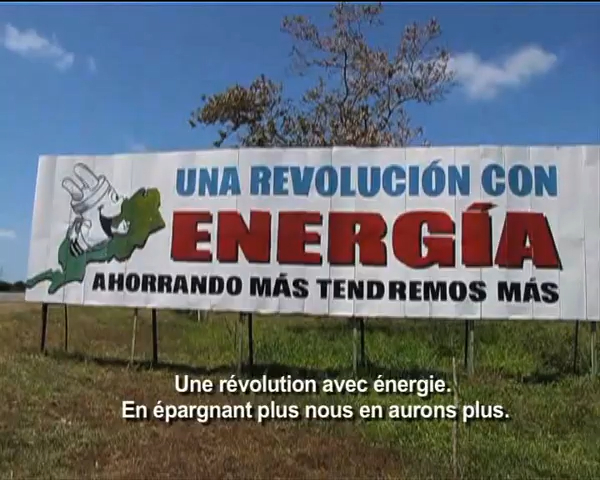 UNA REVOLUCIÓN CON
ENERGÍA
AHORRANDO MÁS TENDREMOS MÁS
Une révolution avec énergie.
En épargnant plus nous en aurons plus.